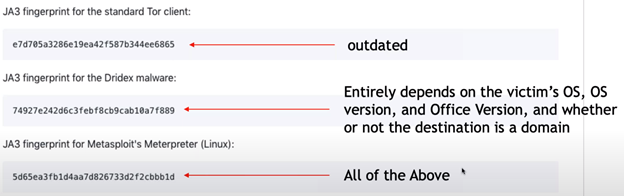 JA3 fingerprint for the standard Tor client:
e7d705a3286e19ea42f587b344ee6865
outdated
JA3 fingerprint for the Dridex malware:
74927e242d6c3febf8cb9cab10a7f889
Entirely depends on the victim's OS, OS
version, and Office Version, and whether
or not the destination is a domain
JA3 fingerprint for Metasploit's Meterpreter (Linux):
5d65ea3fb1d4aa7d826733d2f2cbbb1d
All of the Above